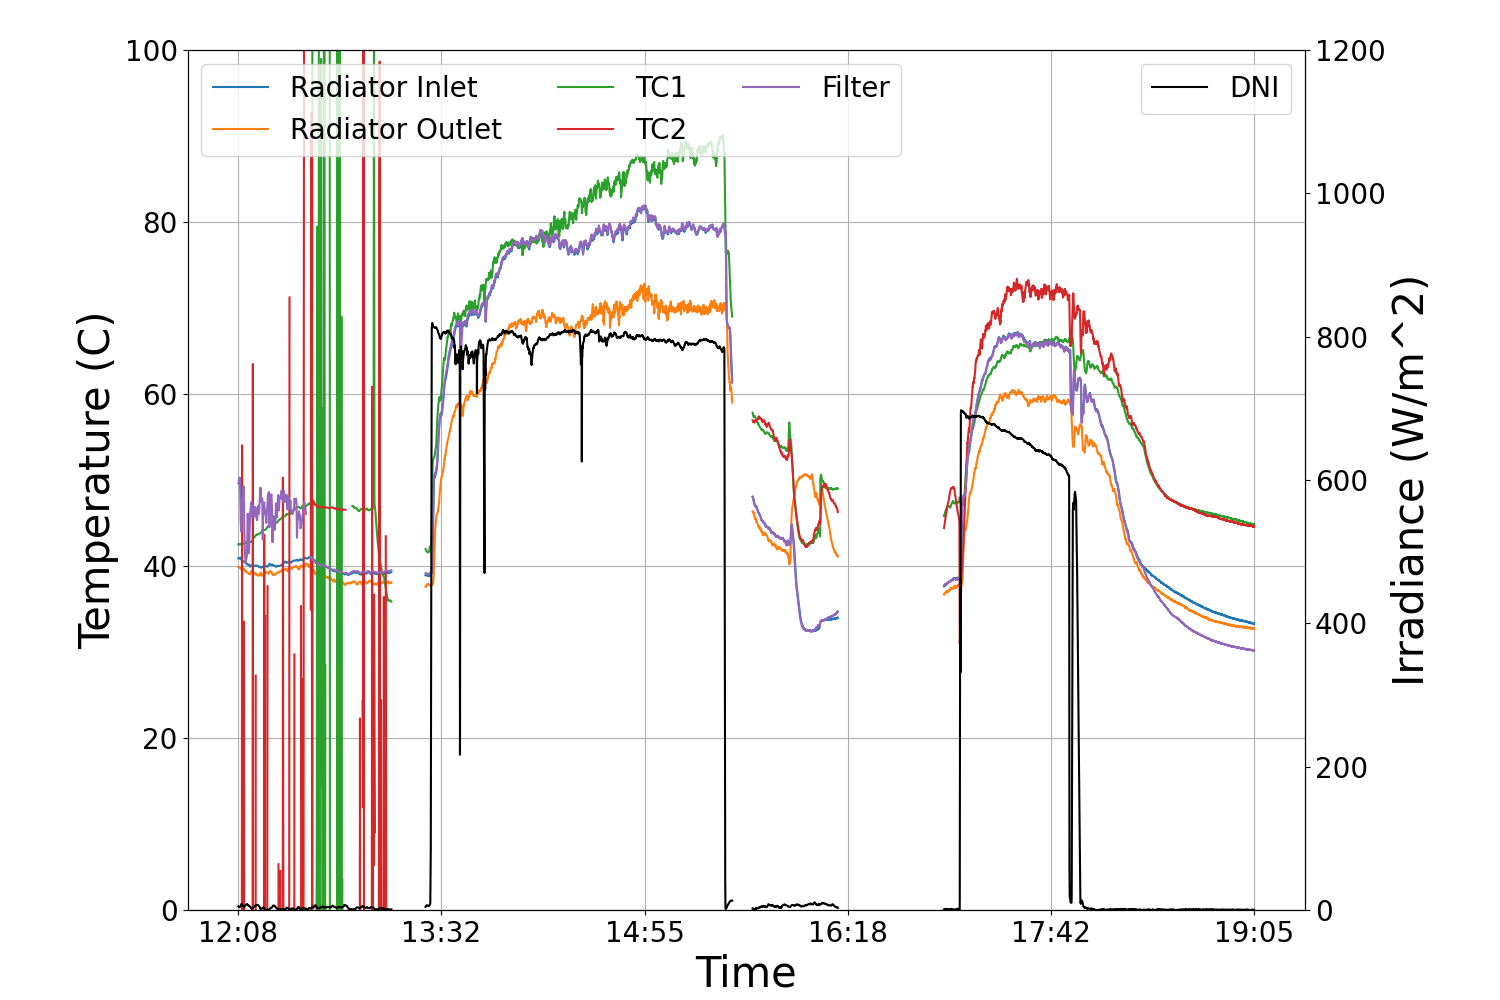 100
80
60
40
20
0
Temperature (C)
Radiator Inlet
Radiator Outlet
TC1
TC2
Filter
DNI
1200
1000
800
600
400
200
0
Irradiance (W/m^2)
12:08 13:32 14:55 16:18 17:42 19:05
Time